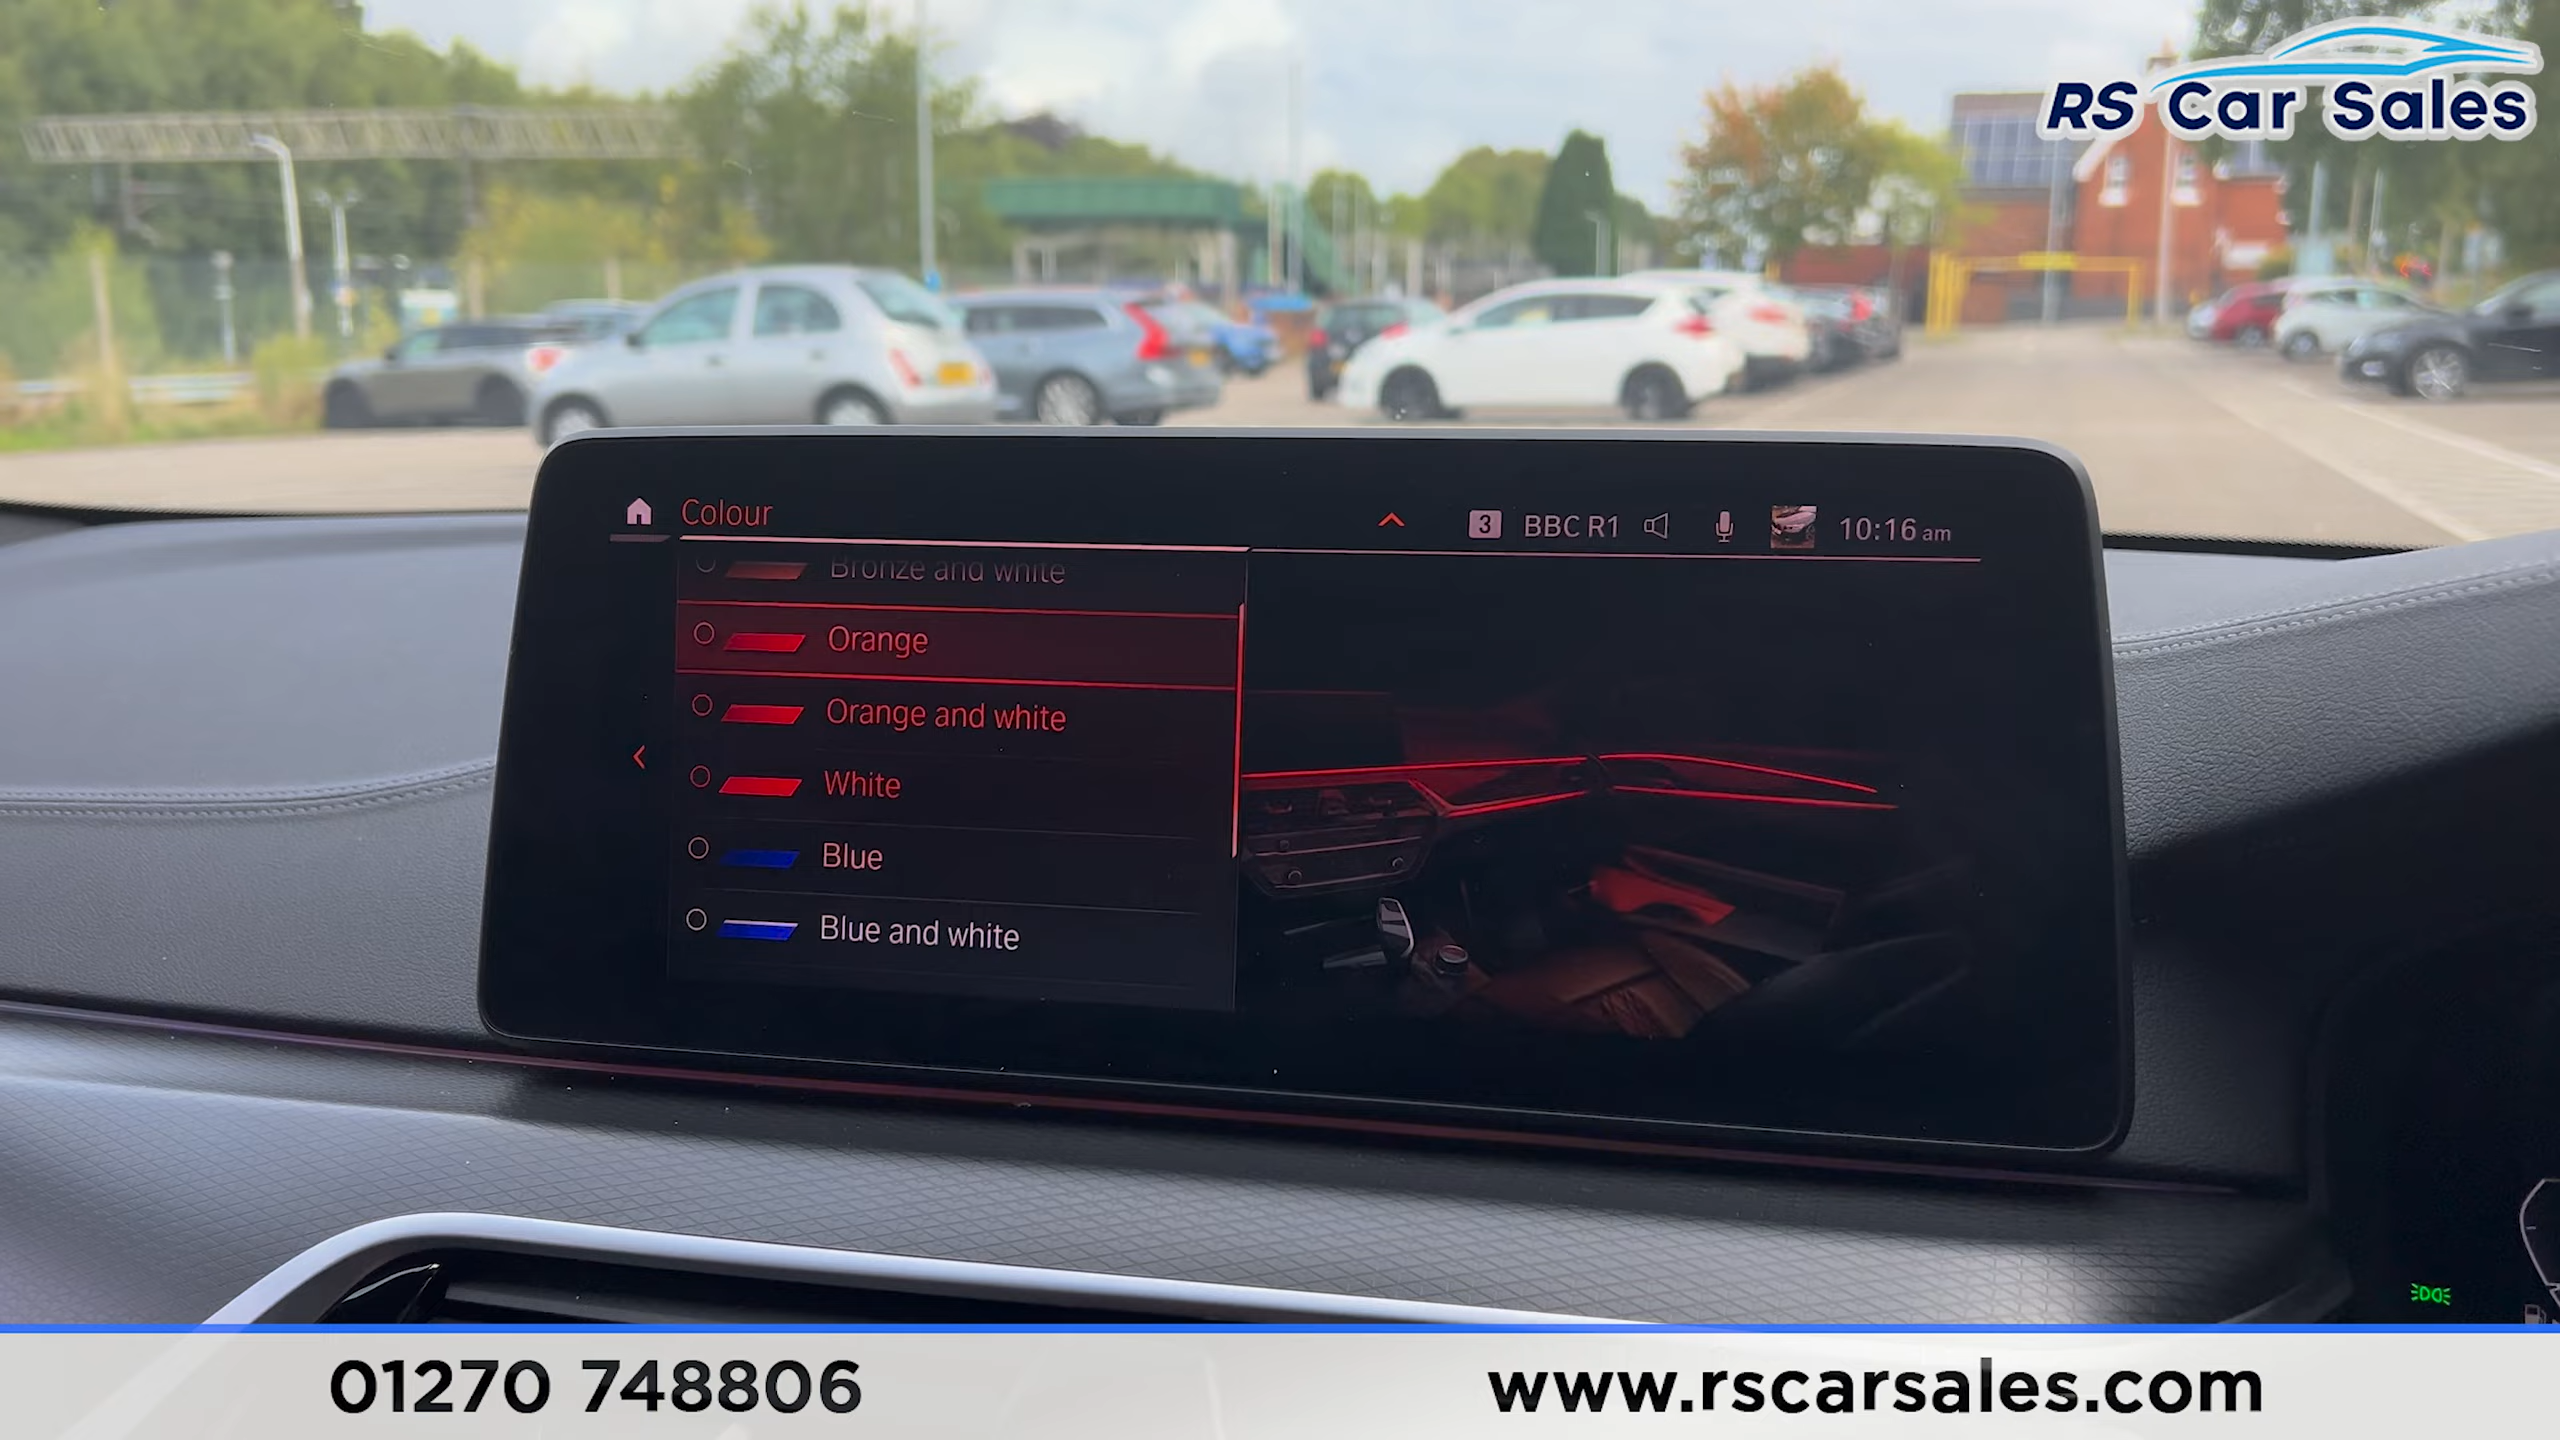 RS Car Sales
Colour
3 BBC R1 10:16 am
Bronze and white
Orange
Orange and white
White
Blue
Blue and white
01270 748806
www.rscarsales.com